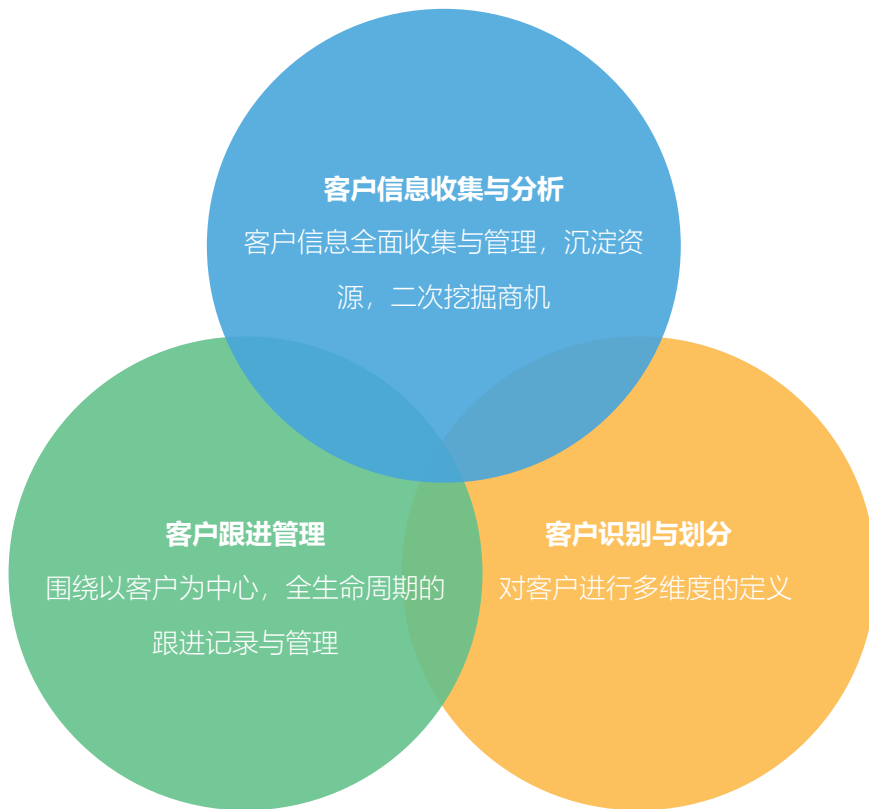 客户信息收集与分析
客户信息全面收集与管理，沉淀资
源，二次挖掘商机
客户跟进管理
围绕以客户为中心，全生命周期的
跟进记录与管理
客户识别与划分
对客户进行多维度的定义